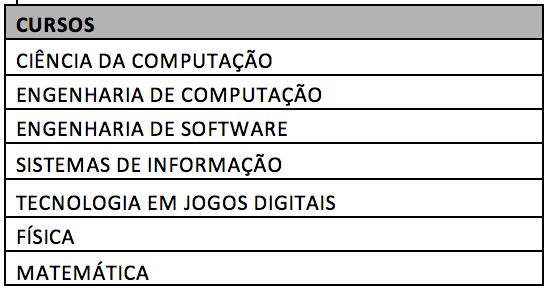 CURSOS
CIÊNCIA DA COMPUTAÇÃO
ENGENHARIA DE COMPUTAÇÃO
ENGENHARIA DE SOFTWARE
SISTEMAS DE INFORMAÇÃO
TECNOLOGIA EM JOGOS DIGITAIS
FÍSICA
MATEMÁTICA